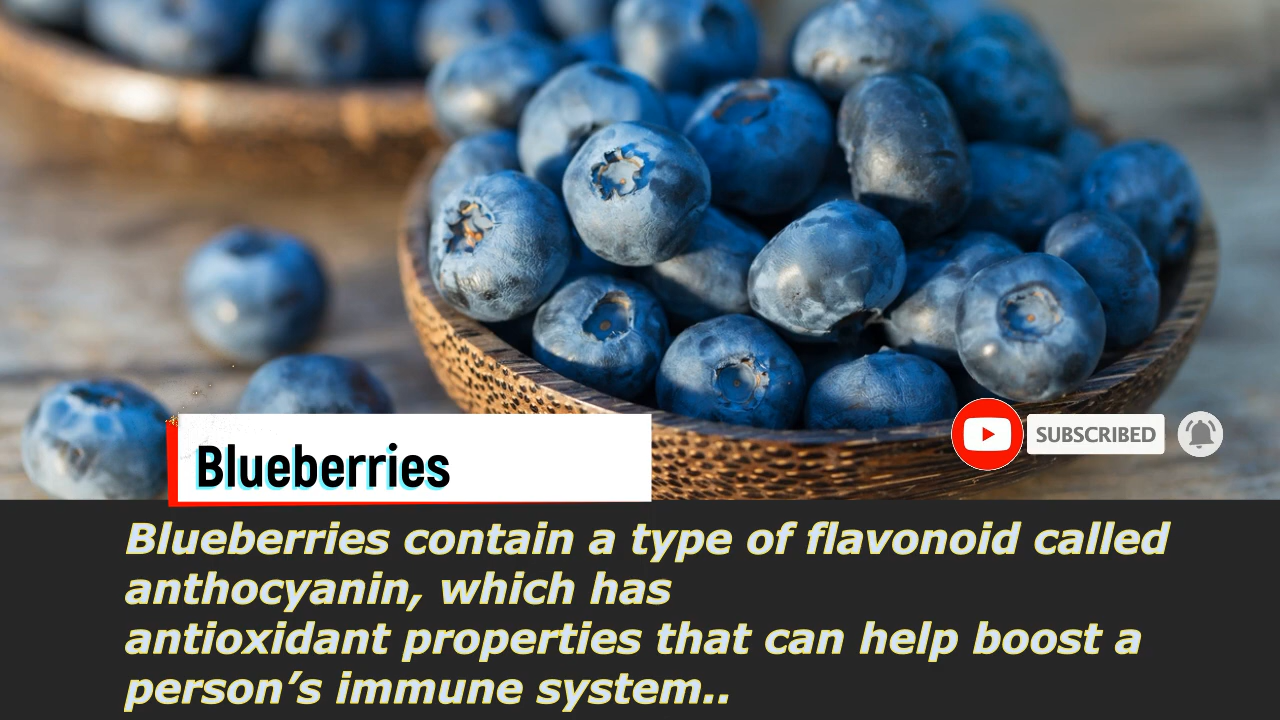 Blueberries
SUBSCRIBED
Blueberries contain a type of flavonoid called
anthocyanin, which has
antioxidant properties that can help boost a
person’s immune system..